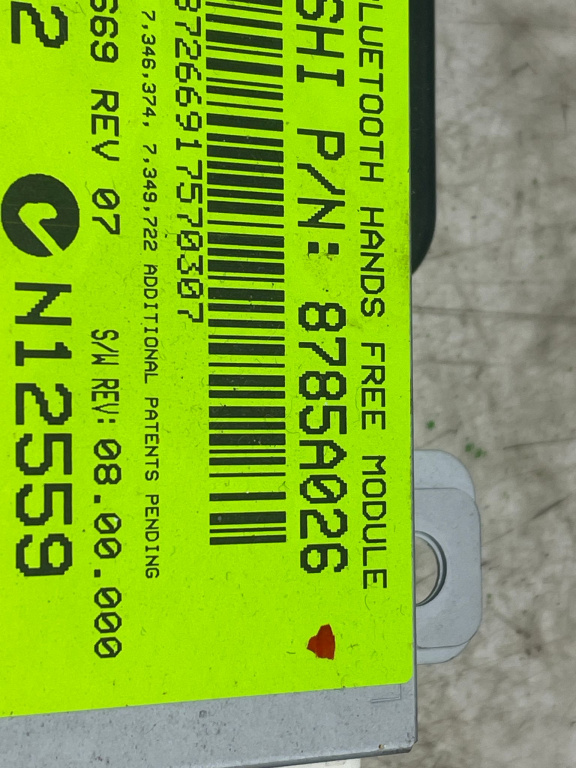 LUETOOTH HANDS FREE MODULE
SHI P/N: 8785A026
8726691757030​7
7,346,374, 7,349,722 ADDITIONAL PATENTS PENDING
669 REV 07 S/W REV: 08.00.000
2 N12559